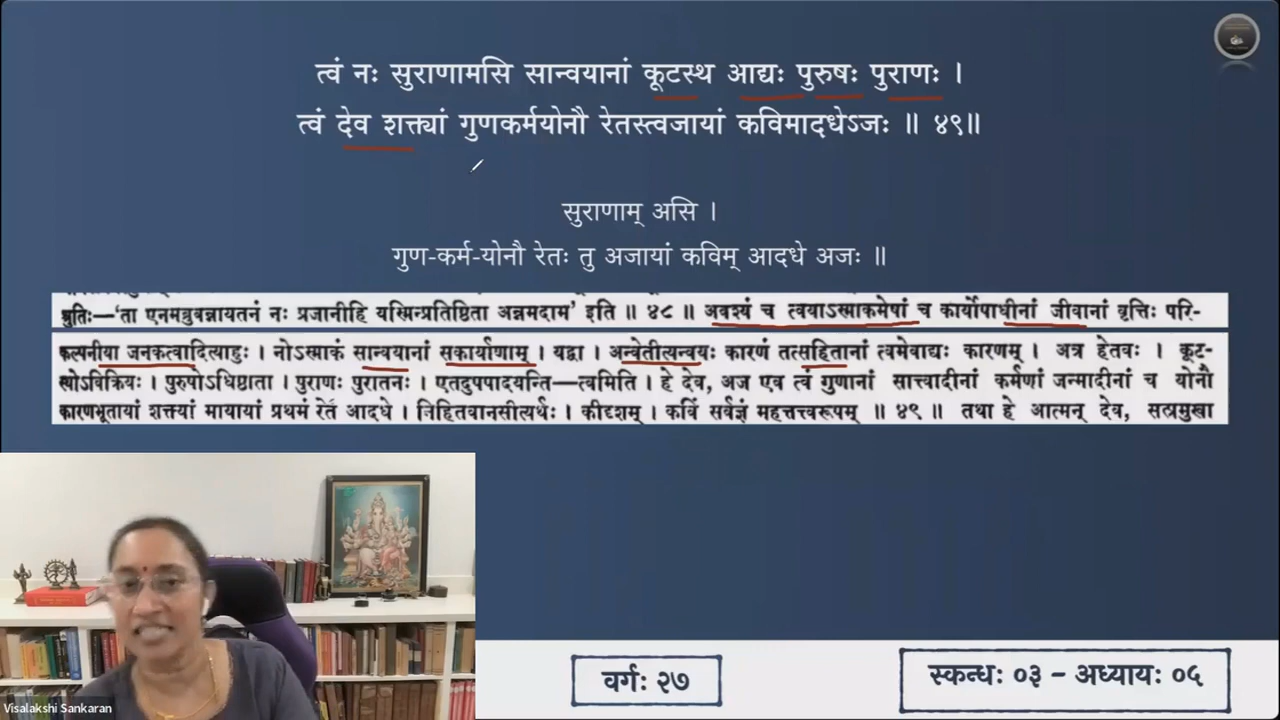 त्वं नः सुराणामसि सान्वयानां कूटस्थ आद्यः पुरुषः पुराणः ।
त्वं देव शक्त्यां गुणकर्मयोनौ रेतस्त्वजायां कविमादधेऽजः ॥ ४९॥
सुराणाम् असि ।
गुण-कर्म-योनौ रेतः तु अजायां कविम् आदधे अजः ॥
श्रुतिः—‘ता एनमब्रुवन्नायतनं नः प्रजानीहि यस्मिन्प्रतिष्ठिता अन्नमदाम’ इति ॥ ४८ ॥ अवश्यं च त्वयाऽस्माकमेषां च कार्योपाधीनां जीवानां वृत्तिः परि-
कल्पनीया जनकत्वादित्याहुः । नोऽस्माकं सान्वयानां सकार्याणाम् । यद्वा । अन्वेतीत्यन्वयः कारणं तत्सहितानां त्वमेवाद्यः कारणम् । अत्र हेतवः । कूट-
स्थोऽविक्रियः । पुरुषोऽधिष्ठाता । पुराणः पुरातनः । एतदुपपादयन्ति—त्वमिति । हे देव, अज एव त्वं गुणानां सात्त्वादीनां कर्मणां जन्मादीनां च योनौ
कारणभूतायां शक्त्यां मायायां प्रथमं रेत आदधे । निहितवानसीत्यर्थः । कीदृशम् । कविं सर्वज्ञं महत्तत्त्वरूपम् ॥ ४९ ॥ तथा हे आत्मन् देव, सत्प्रमुखा
Visalakshi Sankaran
वर्गः २७
स्कन्धः ०३ – अध्यायः ०५